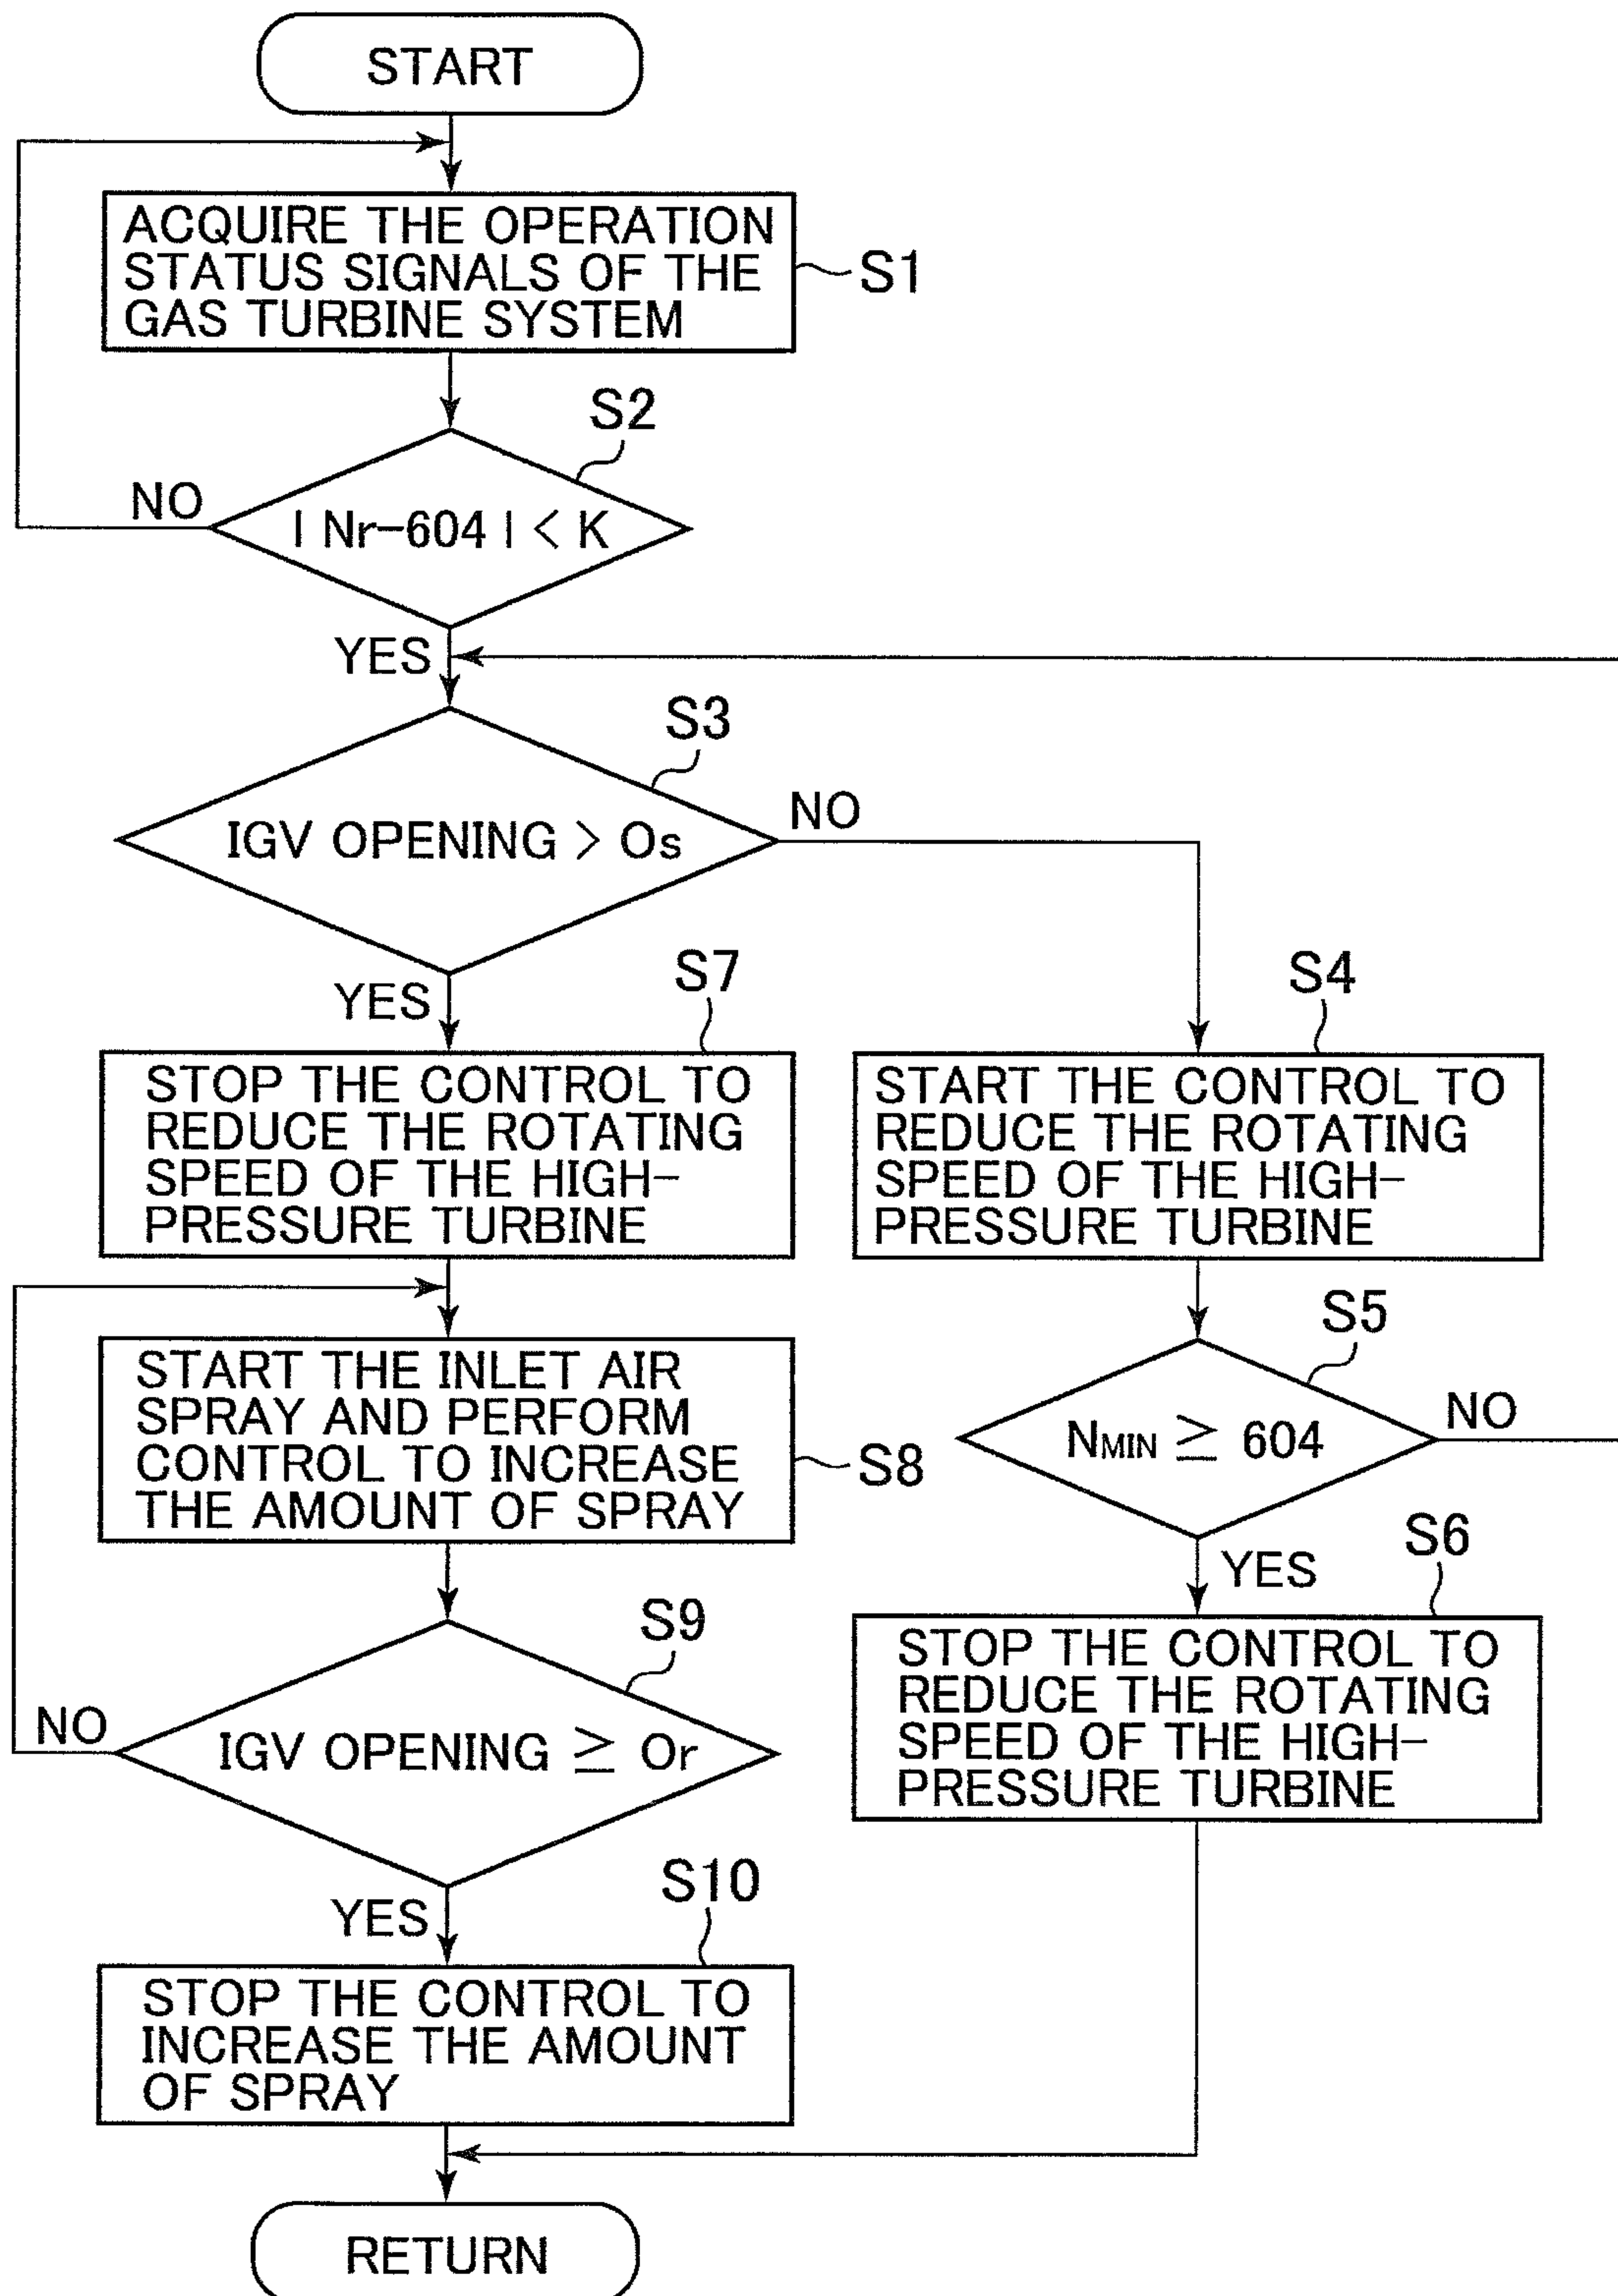 START
ACQUIRE THE OPERATION
STATUS SIGNALS OF THE
GAS TURBINE SYSTEM
S1
S2
NO
| Nr-604 | < K
YES
S3
IGV OPENING > Os
NO
YES
S7
STOP THE CONTROL TO
REDUCE THE ROTATING
SPEED OF THE HIGH-
PRESSURE TURBINE
S4
START THE CONTROL TO
REDUCE THE ROTATING
SPEED OF THE HIGH-
PRESSURE TURBINE
S5
NMIN ≧ 604
NO
YES
S6
STOP THE CONTROL TO
REDUCE THE ROTATING
SPEED OF THE HIGH-
PRESSURE TURBINE
START THE INLET AIR
SPRAY AND PERFORM
CONTROL TO INCREASE
THE AMOUNT OF SPRAY
S8
S9
NO
IGV OPENING ≧ Or
YES
S10
STOP THE CONTROL TO
INCREASE THE AMOUNT
OF SPRAY
RETURN